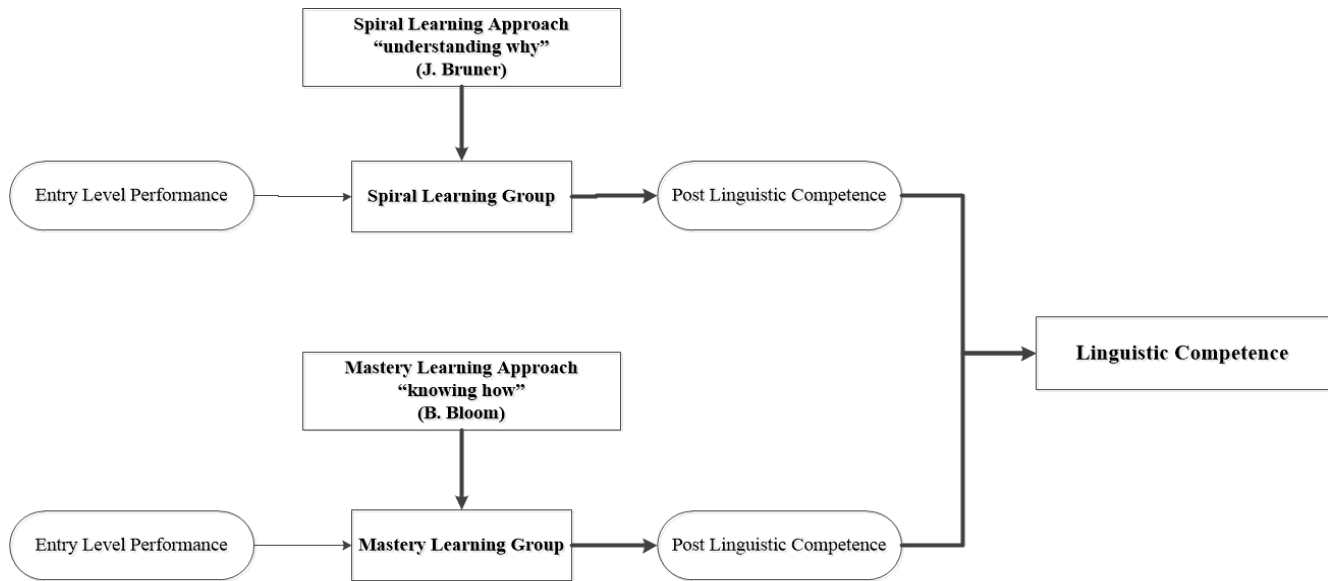 Spiral Learning Approach
“understanding why”
(J. Bruner)
Entry Level Performance
Spiral Learning Group
Post Linguistic Competence
Linguistic Competence
Mastery Learning Approach
“knowing how”
(B. Bloom)
Entry Level Performance
Mastery Learning Group
Post Linguistic Competence